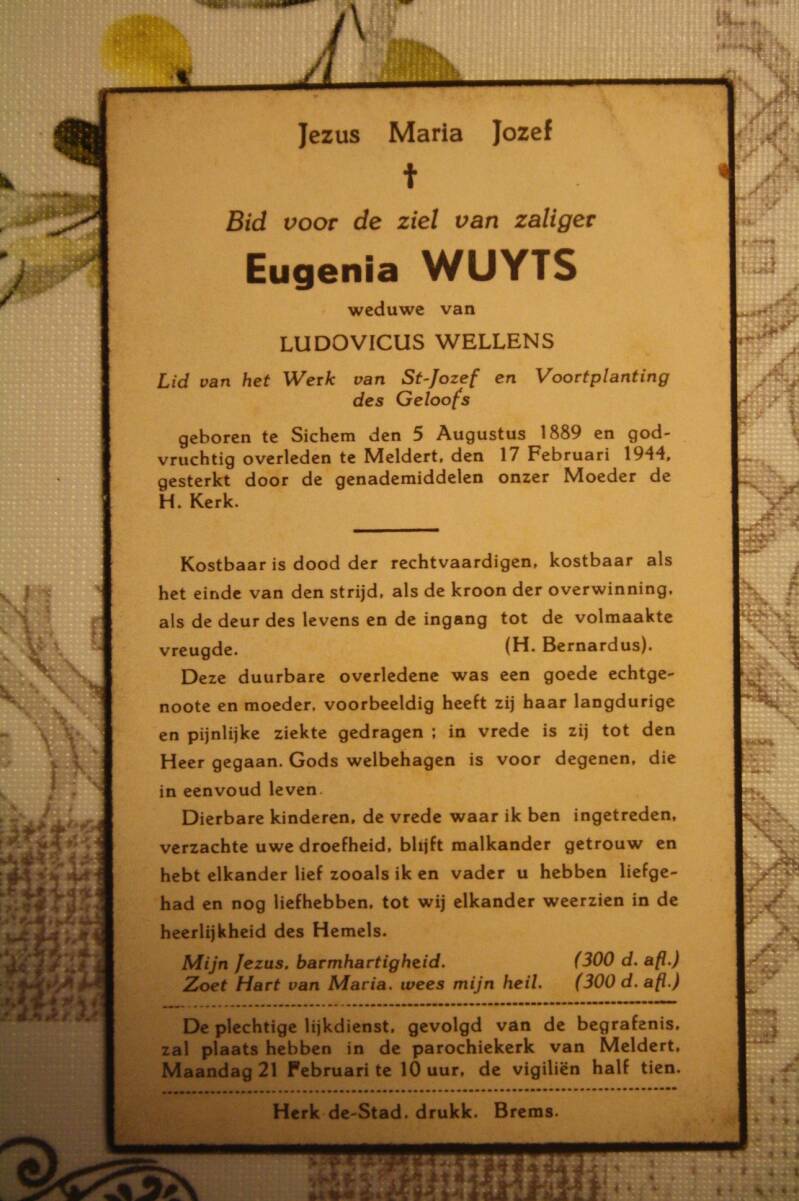 Jezus Maria Jozef
✝
Bid voor de ziel van zaliger
Eugenia WUYTS
weduwe van
LUDOVICUS WELLENS
Lid van het Werk van St-Jozef en Voortplanting
des Geloofs
geboren te Sichem den 5 Augustus 1889 en god-
vruchtig overleden te Meldert, den 17 Februari 1944,
gesterkt door de genademiddelen onzer Moeder de
H. Kerk.
Kostbaar is dood der rechtvaardigen, kostbaar als
het einde van den strijd, als de kroon der overwinning,
als de deur des levens en de ingang tot de volmaakte
vreugde. (H. Bernardus).
Deze duurbare overledene was een goede echtge-
noote en moeder, voorbeeldig heeft zij haar langdurige
en pijnlijke ziekte gedragen ; in vrede is zij tot den
Heer gegaan. Gods welbehagen is voor degenen, die
in eenvoud leven.
Dierbare kinderen, de vrede waar ik ben ingetreden,
verzachte uwe droefheid, blijft malkander getrouw en
hebt elkander lief zooals ik en vader u hebben liefge-
had en nog liefhebben, tot wij elkander weerzien in de
heerlijkheid des Hemels.
Mijn Jezus, barmhartigheid. (300 d. afl.)
Zoet Hart van Maria, wees mijn heil. (300 d. afl.)
De plechtige lijkdienst, gevolgd van de begrafenis,
zal plaats hebben in de parochiekerk van Meldert,
Maandag 21 Februari te 10 uur, de vigiliën half tien.
Herk de-Stad. drukk. Brems.